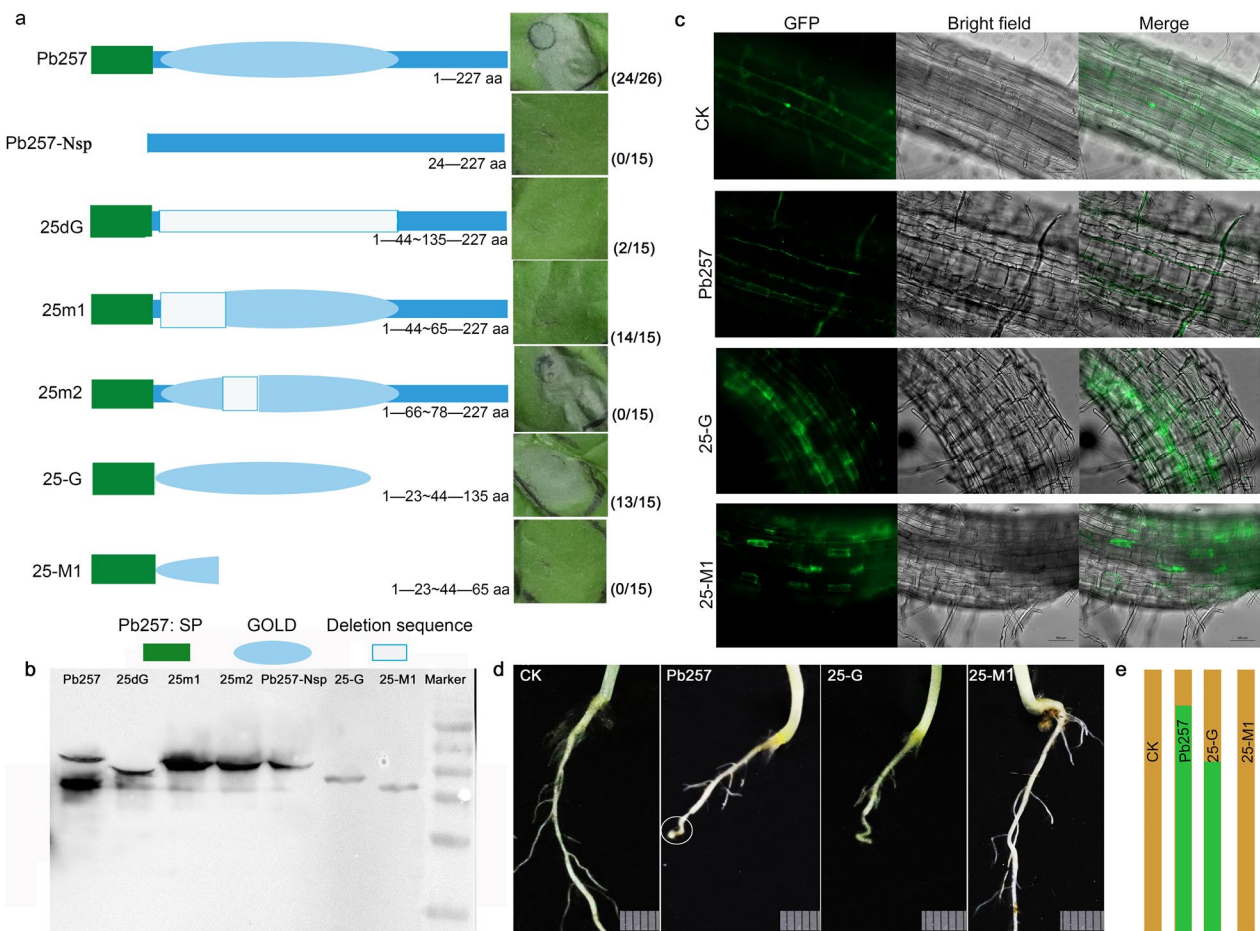 a
Pb257
1—227 aa
(24/26)
Pb257-Nsp
24—227 aa
(0/15)
25dG
1—44~135—227 aa
(2/15)
25m1
1—44~65—227 aa
(14/15)
25m2
1—66~78—227 aa
(0/15)
25-G
1—23~44—135 aa
(13/15)
25-M1
1—23~44—65 aa
(0/15)
Pb257: SP GOLD Deletion sequence
b
Pb257 25dG 25m1 25m2 Pb257-Nsp 25-G 25-M1 Marker
c
GFP Bright field Merge
CK
Pb257
25-G
25-M1
d
CK Pb257 25-G 25-M1
e
CK Pb257 25-G 25-M1